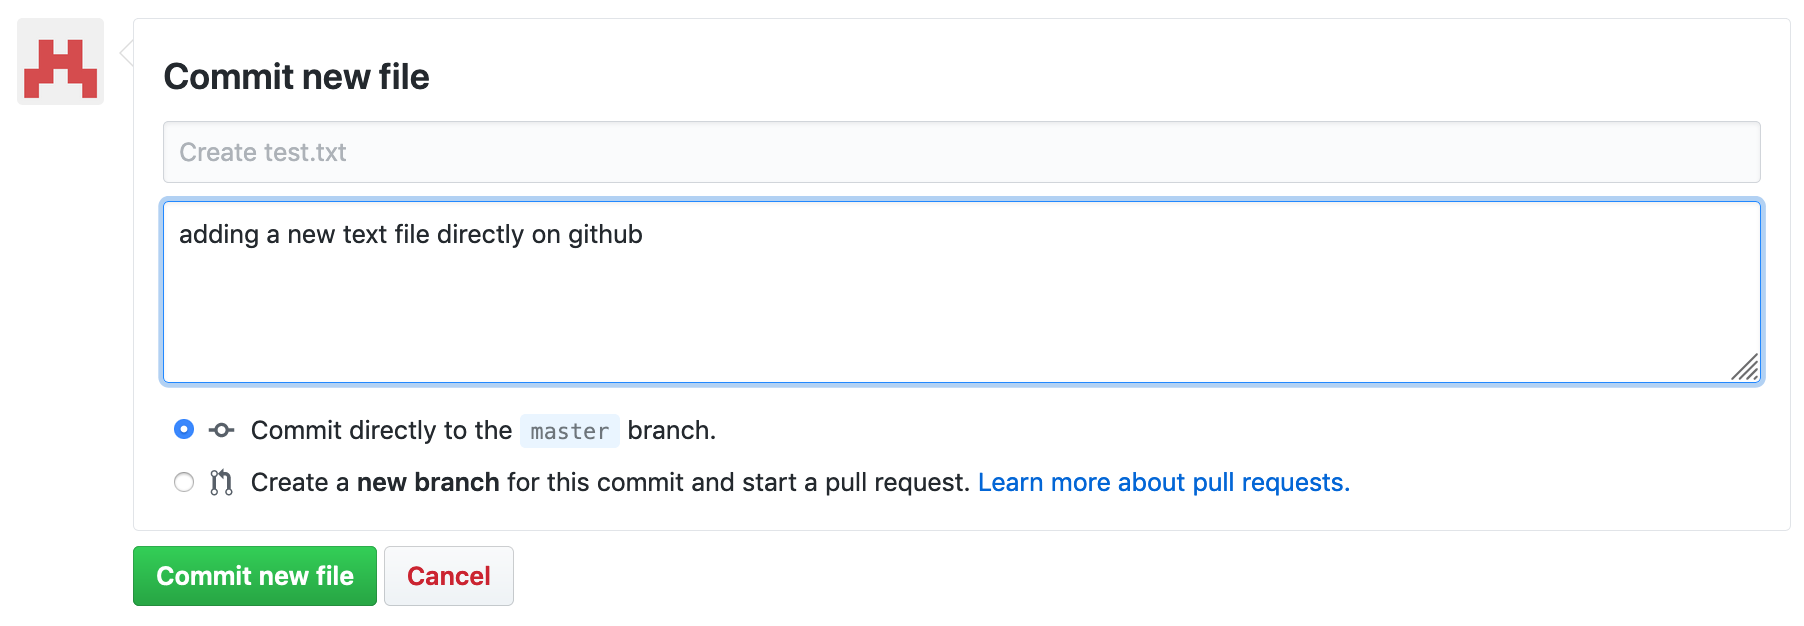 Commit new file
Create test.txt
adding a new text file directly on github
Commit directly to the master branch.
Create a new branch for this commit and start a pull request. Learn more about pull requests.
Commit new file Cancel